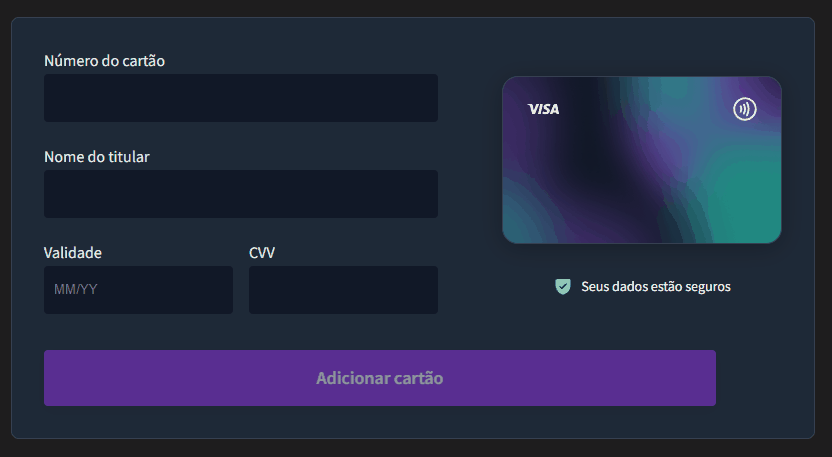 Número do cartão
VISA
Nome do titular
Validade
CVV
MM/YY
Seus dados estão seguros
Adicionar cartão